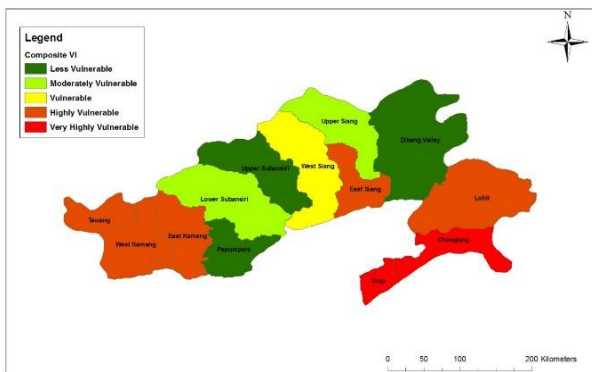 N
Legend
Composite VI
Less Vulnerable
Moderately Vulnerable
Vulnerable
Highly Vulnerable
Very Highly Vulnerable
Upper Siang
Dibang Valley
Upper Subansiri
West Siang
East Siang
Lohit
Lower Subansiri
Tawang
West Kameng
East Kameng
Papumpare
Changlang
Tirap
0 50 100 200 Kilometers